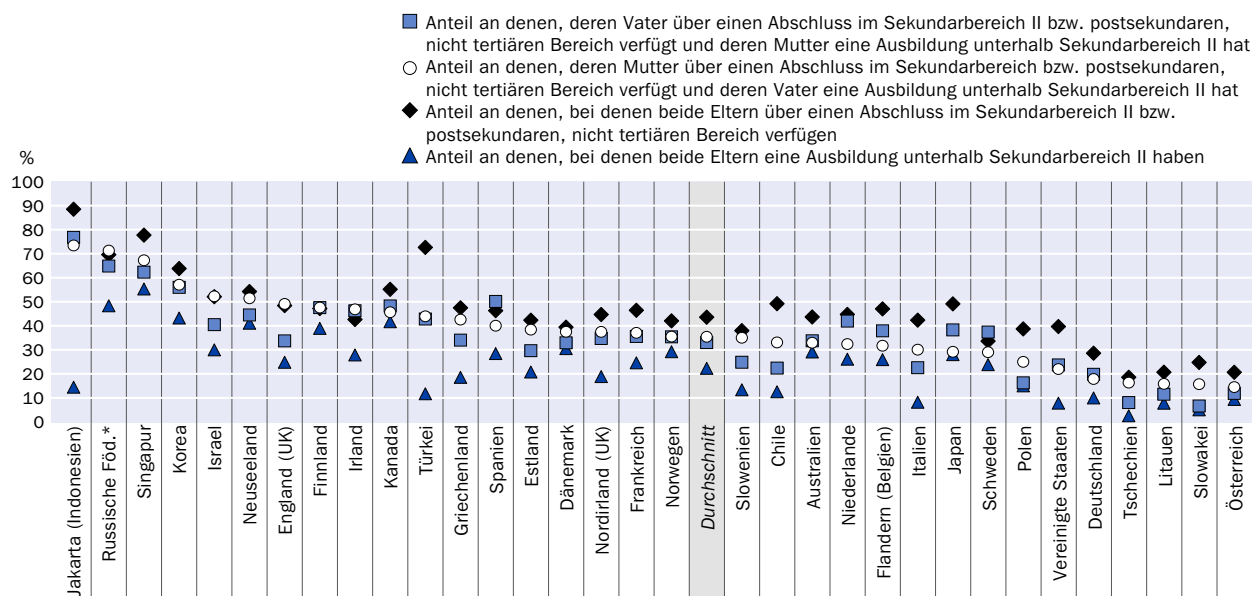 Anteil an denen, deren Vater über einen Abschluss im Sekundarbereich II bzw. postsekundaren,
nicht tertiären Bereich verfügt und deren Mutter eine Ausbildung unterhalb Sekundarbereich II hat
Anteil an denen, deren Mutter über einen Abschluss im Sekundarbereich bzw. postsekundaren,
nicht tertiären Bereich verfügt und deren Vater eine Ausbildung unterhalb Sekundarbereich II hat
Anteil an denen, bei denen beide Eltern über einen Abschluss im Sekundarbereich II bzw.
postsekundaren, nicht tertiären Bereich verfügen
Anteil an denen, bei denen beide Eltern eine Ausbildung unterhalb Sekundarbereich II haben
%
100
90
80
70
60
50
40
30
20
10
0
Jakarta (Indonesien)
Russische Föd.*
Singapur
Korea
Israel
Neuseeland
England (UK)
Finnland
Irland
Kanada
Türkei
Griechenland
Spanien
Estland
Dänemark
Nordirland (UK)
Frankreich
Norwegen
Durchschnitt
Slowenien
Chile
Australien
Niederlande
Flandern (Belgien)
Italien
Japan
Schweden
Polen
Vereinigte Staaten
Deutschland
Tschechien
Litauen
Slowakei
Österreich